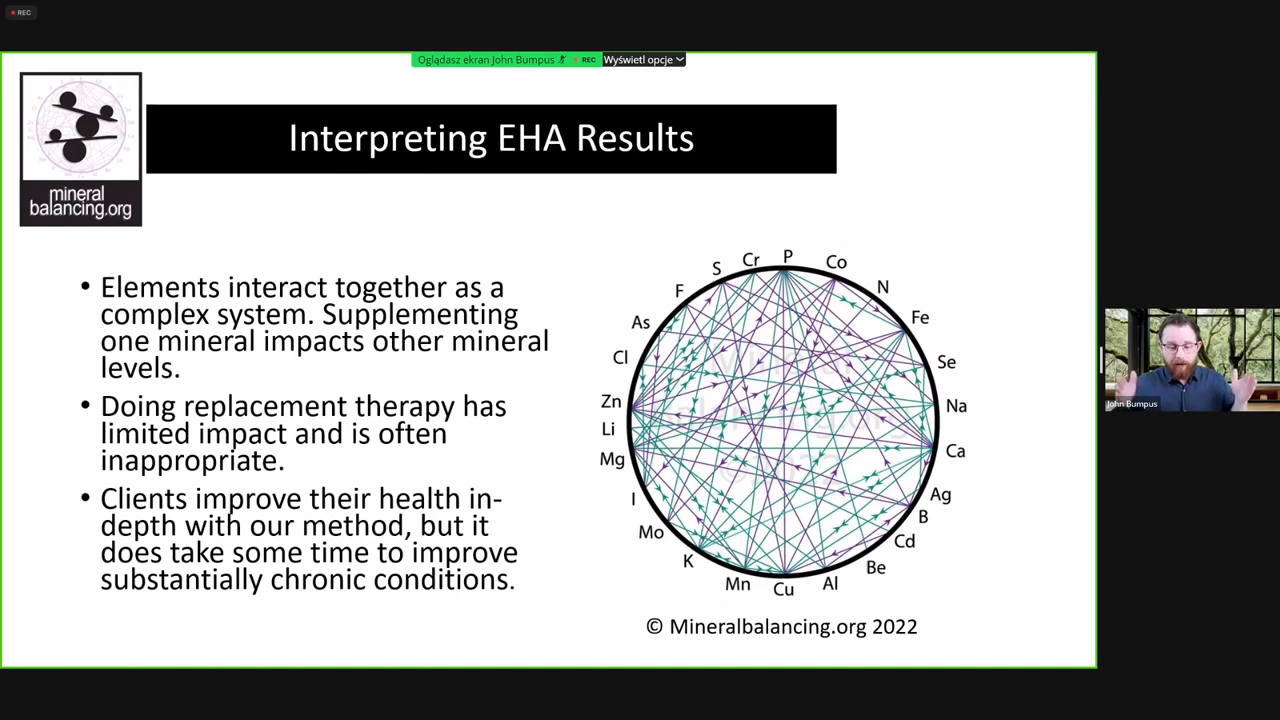 REC
Oglądasz ekran John Bumpus
REC
Wyświetl opcje
mineral
balancing.org
Interpreting EHA Results
• Elements interact together as a
complex system. Supplementing
one mineral impacts other mineral
levels.
• Doing replacement therapy has
limited impact and is often
inappropriate.
• Clients improve their health in-
depth with our method, but it
does take some time to improve
substantially chronic conditions.
P
Co
N
Fe
Se
Na
Ca
Ag
B
Cd
Be
Al
Cu
Mn
K
Mo
I
Mg
Li
Zn
Cl
As
F
S
Cr
© Mineralbalancing.org 2022
John Bumpus